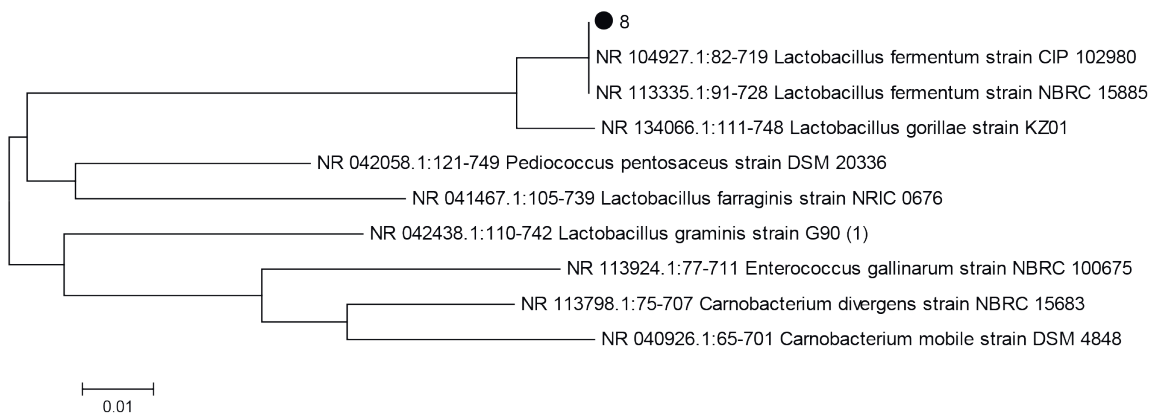 8
NR 104927.1:82-719 Lactobacillus fermentum strain CIP 102980
NR 113335.1:91-728 Lactobacillus fermentum strain NBRC 15885
NR 134066.1:111-748 Lactobacillus gorillae strain KZ01
NR 042058.1:121-749 Pediococcus pentosaceus strain DSM 20336
NR 041467.1:105-739 Lactobacillus farraginis strain NRIC 0676
NR 042438.1:110-742 Lactobacillus graminis strain G90 (1)
NR 113924.1:77-711 Enterococcus gallinarum strain NBRC 100675
NR 113798.1:75-707 Carnobacterium divergens strain NBRC 15683
NR 040926.1:65-701 Carnobacterium mobile strain DSM 4848
0.01